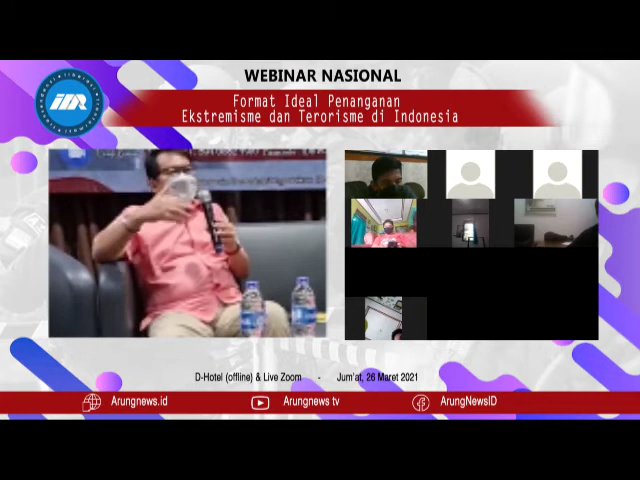 WEBINAR NASIONAL
Format Ideal Penanganan
Ekstremisme dan Terorisme di Indonesia
D-Hotel (offline) & Live Zoom - Jum'at, 26 Maret 2021
Arungnews.id
Arungnews tv
ArungNewsID